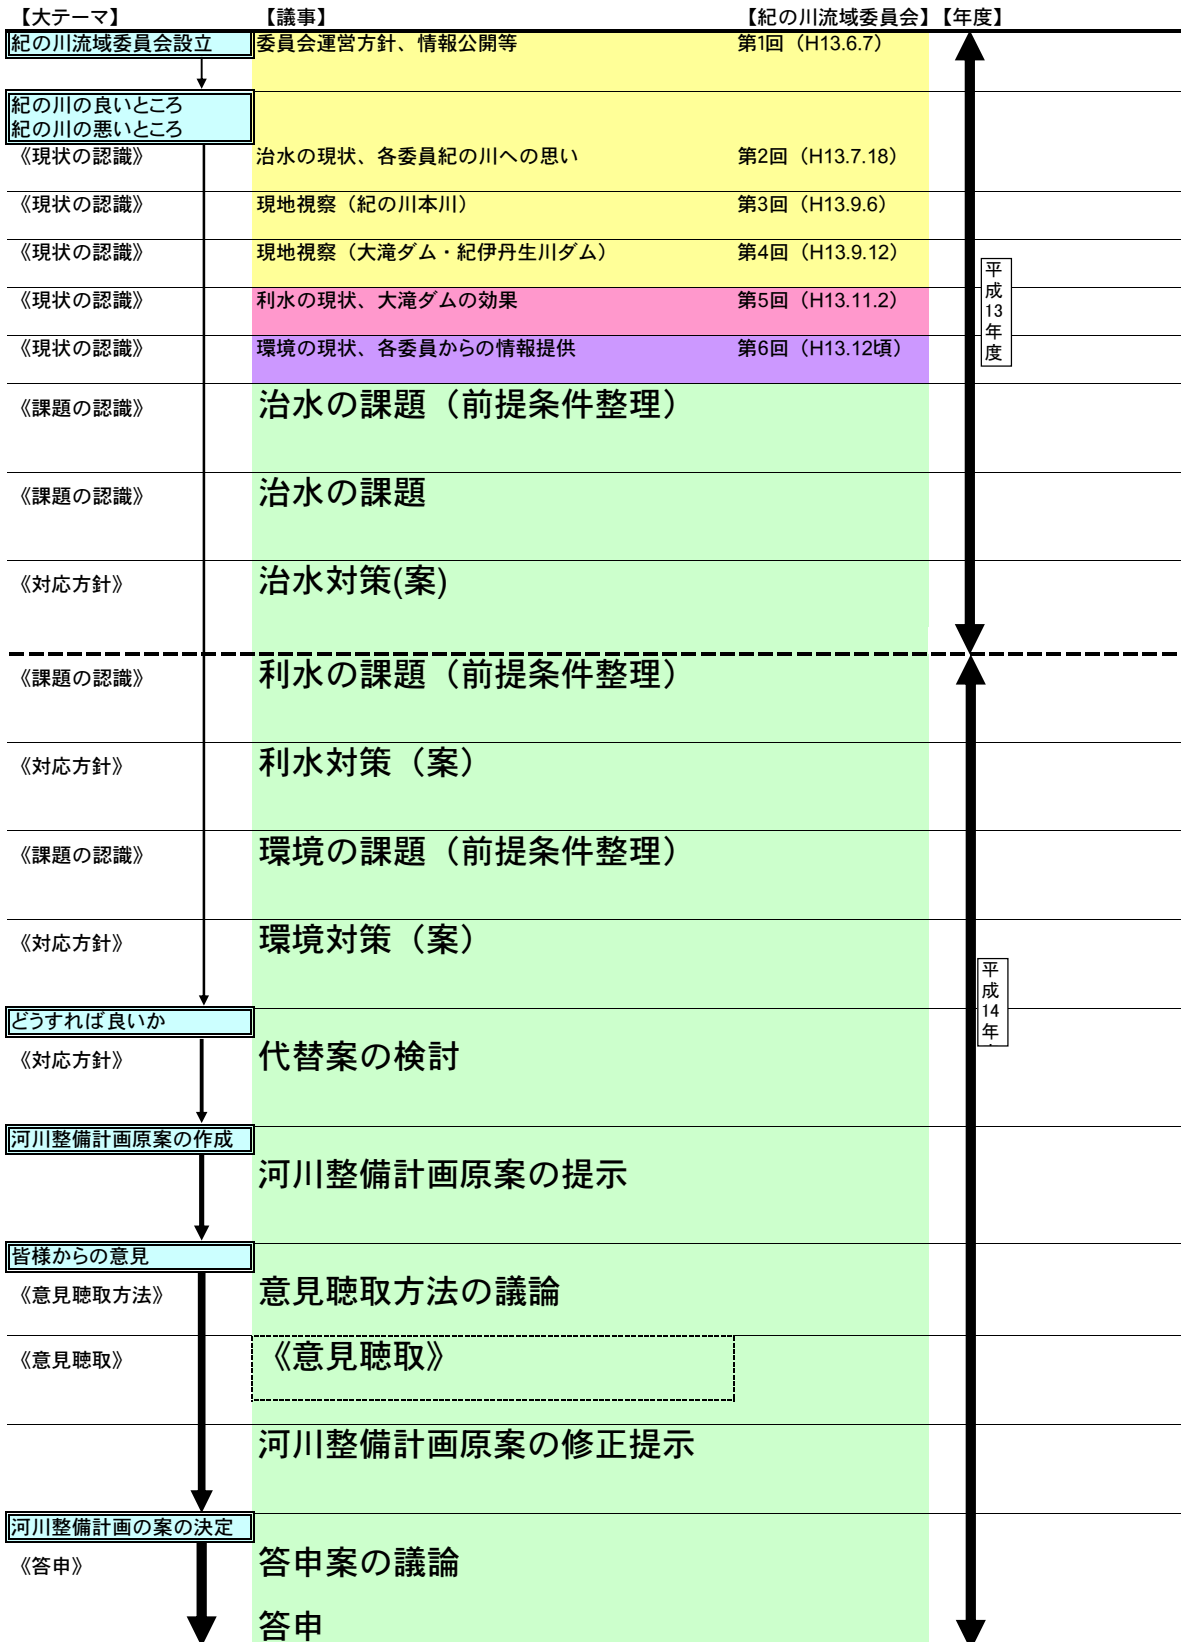 【大テーマ】 【議事】 【紀の川流域委員会】 【年度】
紀の川流域委員会設立 委員会運営方針、情報公開等 第1回（H13.6.7）
紀の川の良いところ
紀の川の悪いところ
《現状の認識》 治水の現状、各委員紀の川への思い 第2回（H13.7.18）
《現状の認識》 現地視察（紀の川本川） 第3回（H13.9.6）
《現状の認識》 現地視察（大滝ダム・紀伊丹生川ダム） 第4回（H13.9.12）
《現状の認識》 利水の現状、大滝ダムの効果 第5回（H13.11.2）
《現状の認識》 環境の現状、各委員からの情報提供 第6回（H13.12頃）
平成13年度
《課題の認識》 治水の課題（前提条件整理）
《課題の認識》 治水の課題
《対応方針》 治水対策(案)
《課題の認識》 利水の課題（前提条件整理）
《対応方針》 利水対策（案）
《課題の認識》 環境の課題（前提条件整理）
《対応方針》 環境対策（案）
平成14年
どうすれば良いか
《対応方針》 代替案の検討
河川整備計画原案の作成
河川整備計画原案の提示
皆様からの意見
《意見聴取方法》 意見聴取方法の議論
《意見聴取》 《意見聴取》
河川整備計画原案の修正提示
河川整備計画の案の決定
《答申》 答申案の議論
答申